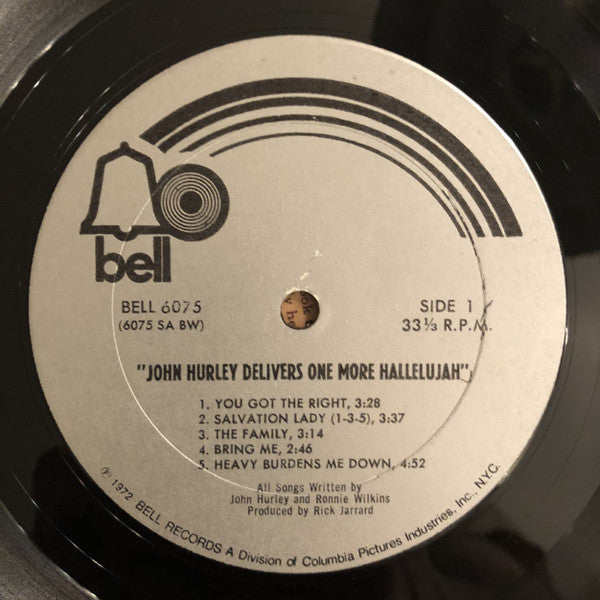 bell
BELL 6075
(6075 SA BW)
SIDE 1
33⅓ R.P.M.
"JOHN HURLEY DELIVERS ONE MORE HALLELUJAH"
1. YOU GOT THE RIGHT, 3:28
2. SALVATION LADY (1-3-5), 3:37
3. THE FAMILY, 3:14
4. BRING ME, 2:46
5. HEAVY BURDENS ME DOWN, 4:52
All Songs Written by
John Hurley and Ronnie Wilkins
Produced by Rick Jarrard
℗ 1972 BELL RECORDS A Division of Columbia Pictures Industries, Inc., N.Y.C.